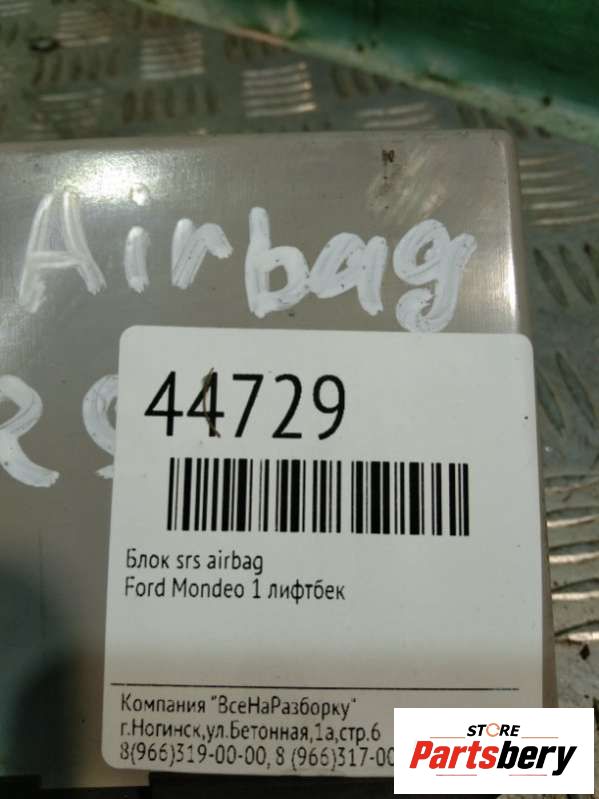 Airbag
44729
Блок srs airbag
Ford Mondeo 1 лифтбек
Компания "ВсеНаРазборку"
г.Ногинск,ул.Бетонная,1а,стр.6
8(966)319-00-00, 8 (966)317-00
STORE
Partsbery